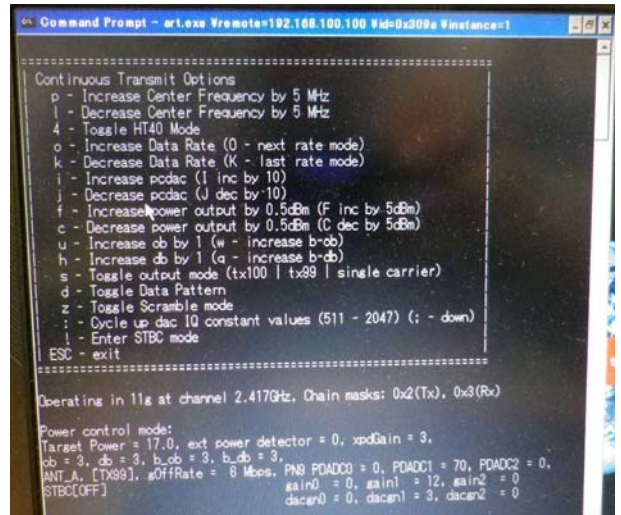 Command Prompt - art.exe ¥remote=192.168.100.100 ¥id=0x309e ¥instance=1
=====================================================
| Continuous Transmit Options |
| p - Increase Center Frequency by 5 MHz |
| l - Decrease Center Frequency by 5 MHz |
| 4 - Toggle HT40 Mode |
| o - Increase Data Rate (O - next rate mode) |
| k - Decrease Data Rate (K - last rate mode) |
| i - Increase pcdac (I inc by 10) |
| j - Decrease pcdac (J dec by 10) |
| f - Increase power output by 0.5dBm (F inc by 5dBm) |
| c - Decrease power output by 0.5dBm (C dec by 5dBm) |
| u - Increase ob by 1 (w - increase b-ob) |
| h - Increase db by 1 (q - increase b-db) |
| s - Toggle output mode (tx100 | tx99 | single carrier) |
| d - Toggle Data Pattern |
| z - Toggle Scramble mode |
| : - Cycle up dac IQ constant values (511 - 2047) (; - down) |
| ! - Enter STBC mode |
| ESC - exit |
=====================================================
Operating in 11g at channel 2.417GHz, Chain masks: 0x2(Tx), 0x3(Rx)
Power control mode:
Target Power = 17.0, ext power detector = 0, xpdGain = 3,
ob = 3, db = 3, b_ob = 3, b_db = 3,
ANT_A, [TX99], gOffRate = 6 Mbps, PN9 PDADC0 = 0, PDADC1 = 70, PDADC2 = 0,
STBC[OFF] gain0 = 0, gain1 = 12, gain2 = 0
dacgn0 = 0, dacgn1 = 3, dacgn2 = 0